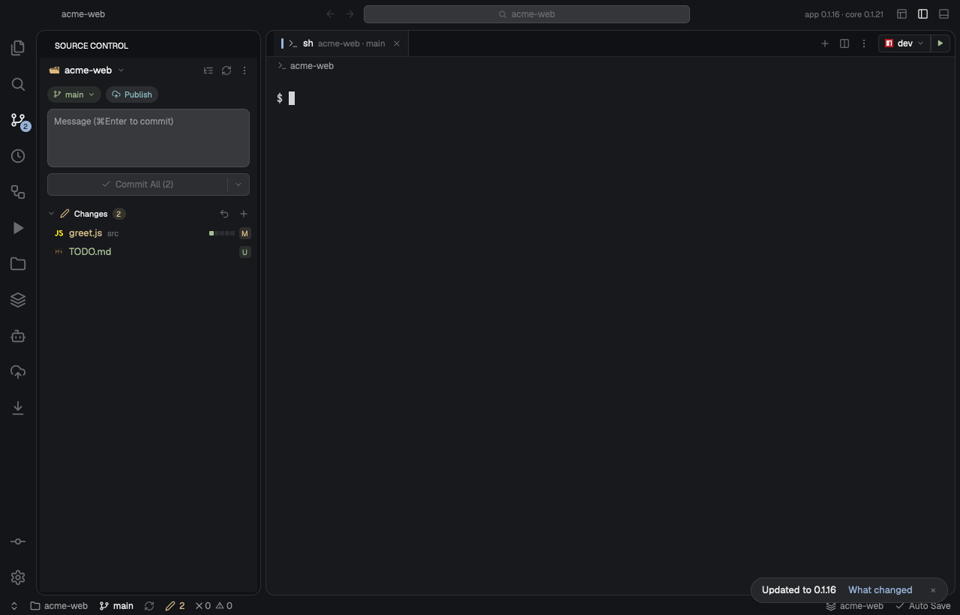 acme-web
acme-web
app 0.1.16 · core 0.1.21
SOURCE CONTROL
acme-web
main
Publish
Message (⌘Enter to commit)
Commit All (2)
Changes 2
JS greet.js src M
TODO.md U
2
sh acme-web · main
dev
acme-web
$
Updated to 0.1.16 What changed
acme-web main 2 0 0
acme-web Auto Save